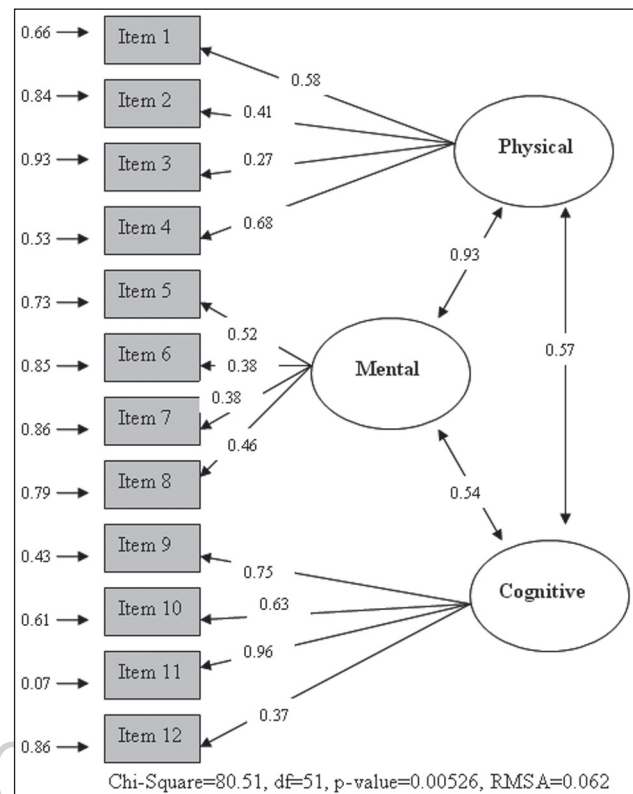 0.66 Item 1
0.58
0.84 Item 2
0.41
Physical
0.93 Item 3
0.27
0.53 Item 4
0.68
0.93
0.73 Item 5
0.52
0.85 Item 6
0.38
Mental
0.57
0.38
0.86 Item 7
0.46
0.79 Item 8
0.54
0.43 Item 9
0.75
Cognitive
0.61 Item 10
0.63
0.96
0.07 Item 11
0.37
0.86 Item 12
Chi-Square=80.51, df=51, p-value=0.00526, RMSA=0.062